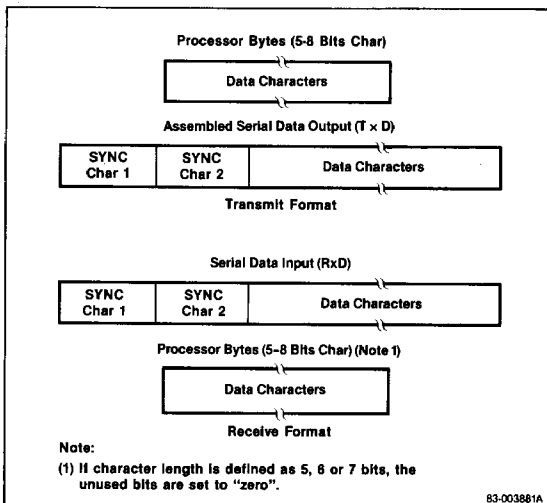 Processor Bytes (5-8 Bits Char)
Data Characters
Assembled Serial Data Output (T × D)
SYNC Char 1
SYNC Char 2
Data Characters
Transmit Format
Serial Data Input (RxD)
SYNC Char 1
SYNC Char 2
Data Characters
Processor Bytes (5–8 Bits Char) (Note 1)
Data Characters
Receive Format
Note:
(1) If character length is defined as 5, 6 or 7 bits, the
unused bits are set to "zero".
83-003881A